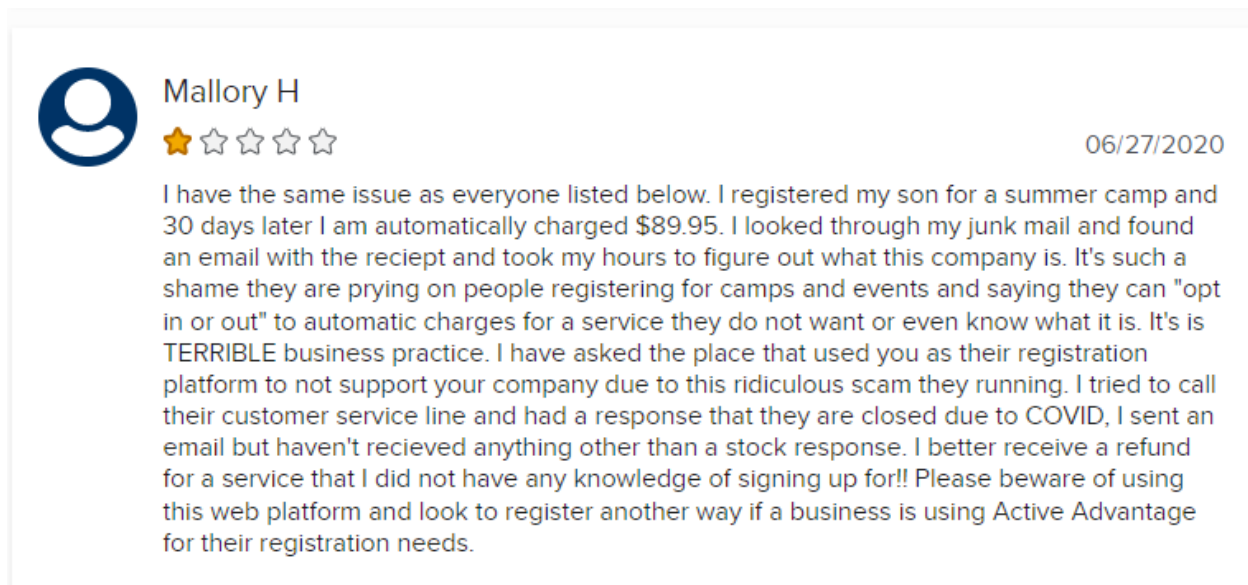 Mallory H
06/27/2020
I have the same issue as everyone listed below. I registered my son for a summer camp and
30 days later I am automatically charged $89.95. I looked through my junk mail and found
an email with the reciept and took my hours to figure out what this company is. It's such a
shame they are prying on people registering for camps and events and saying they can "opt
in or out" to automatic charges for a service they do not want or even know what it is. It's is
TERRIBLE business practice. I have asked the place that used you as their registration
platform to not support your company due to this ridiculous scam they running. I tried to call
their customer service line and had a response that they are closed due to COVID, I sent an
email but haven't recieved anything other than a stock response. I better receive a refund
for a service that I did not have any knowledge of signing up for!! Please beware of using
this web platform and look to register another way if a business is using Active Advantage
for their registration needs.